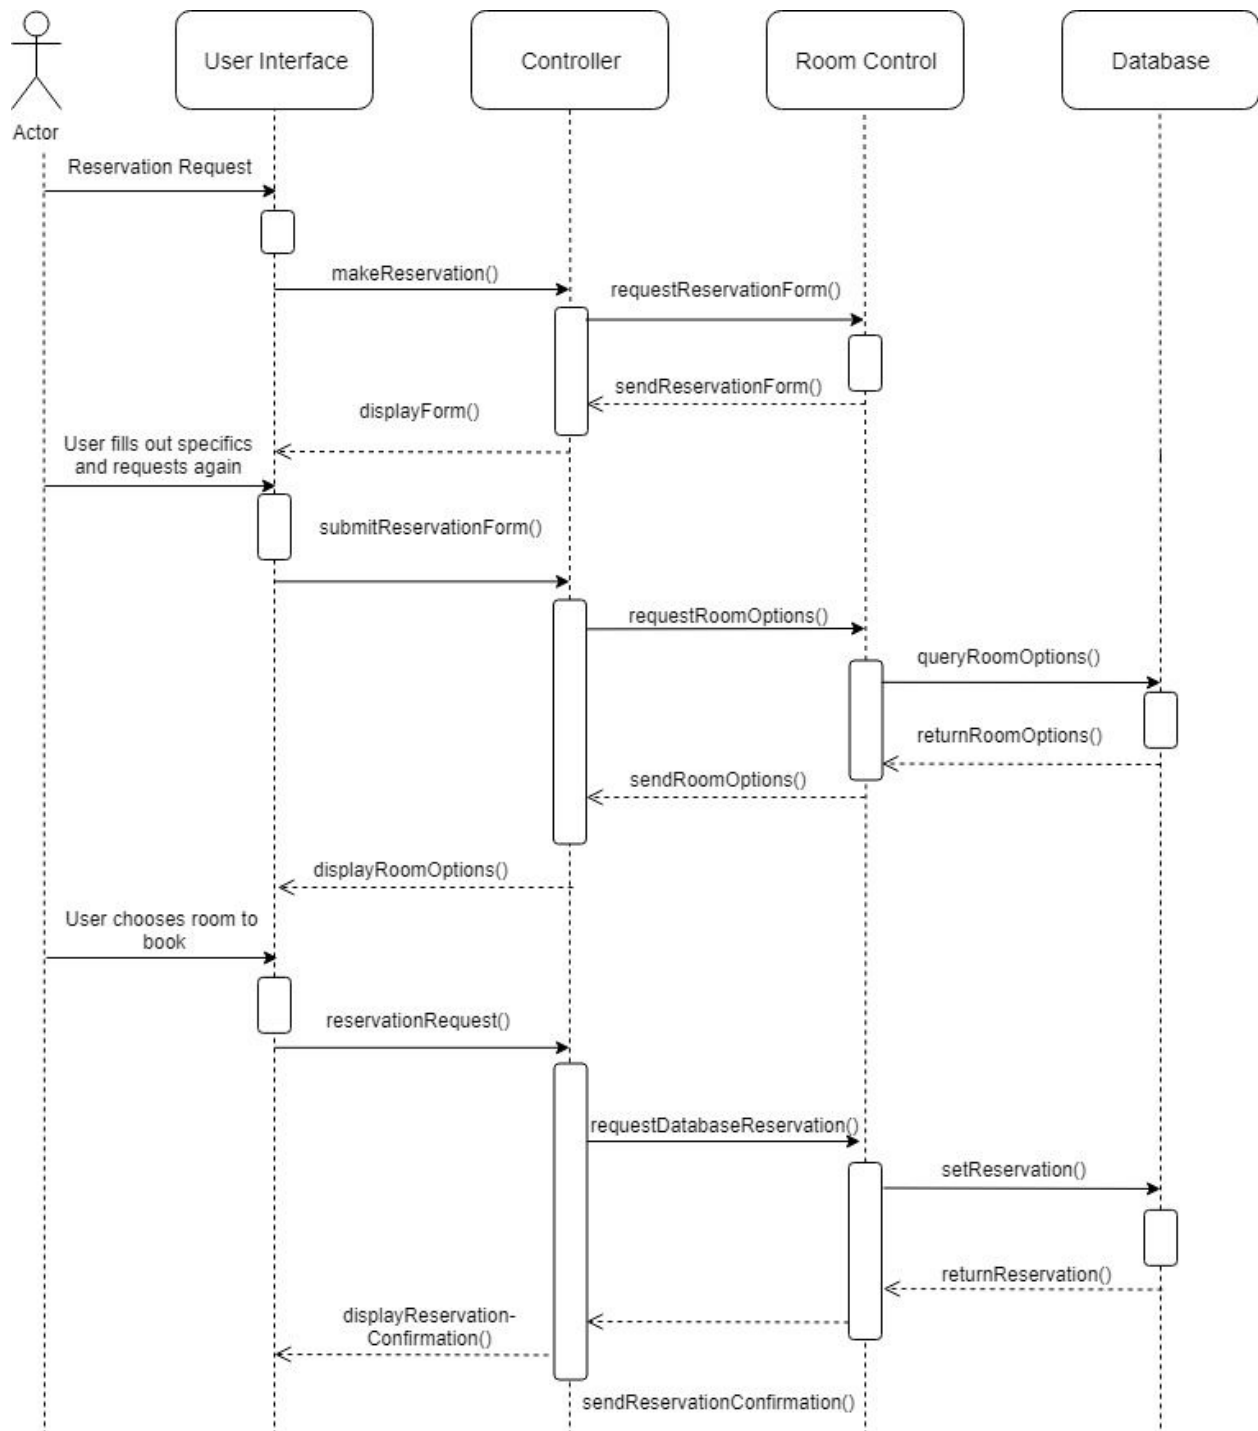 User Interface
Controller
Room Control
Database
Actor
Reservation Request
makeReservation()
requestReservationForm()
sendReservationForm()
displayForm()
User fills out specifics
and requests again
submitReservationForm()
requestRoomOptions()
queryRoomOptions()
returnRoomOptions()
sendRoomOptions()
displayRoomOptions()
User chooses room to
book
reservationRequest()
requestDatabaseReservation()
setReservation()
returnReservation()
displayReservation-
Confirmation()
sendReservationConfirmation()